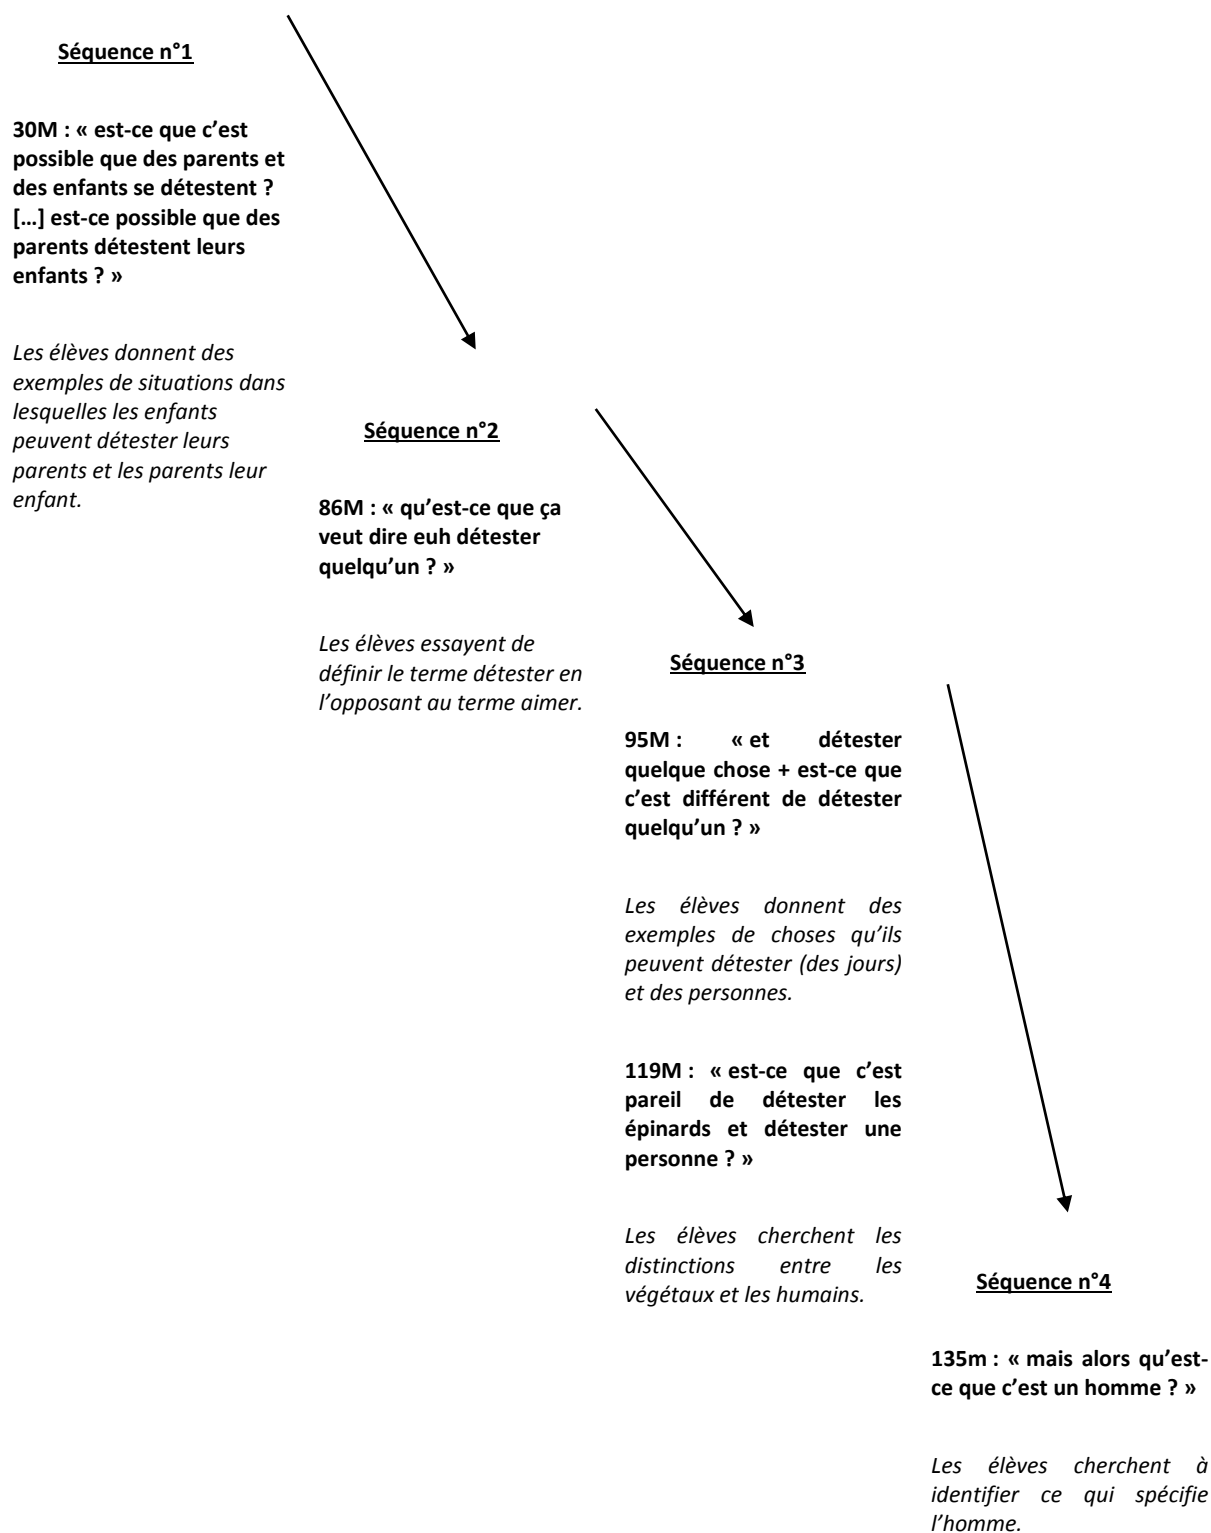 Séquence n°1
30M : « est-ce que c’est
possible que des parents et
des enfants se détestent ?
[…] est-ce possible que des
parents détestent leurs
enfants ? »
Les élèves donnent des
exemples de situations dans
lesquelles les enfants
peuvent détester leurs
parents et les parents leur
enfant.
Séquence n°2
86M : « qu’est-ce que ça
veut dire euh détester
quelqu’un ? »
Les élèves essayent de
définir le terme détester en
l’opposant au terme aimer.
Séquence n°3
95M : « et détester
quelque chose + est-ce que
c’est différent de détester
quelqu’un ? »
Les élèves donnent des
exemples de choses qu’ils
peuvent détester (des jours)
et des personnes.
119M : « est-ce que c’est
pareil de détester les
épinards et détester une
personne ? »
Les élèves cherchent les
distinctions entre les
végétaux et les humains.
Séquence n°4
135m : « mais alors qu’est-
ce que c’est un homme ? »
Les élèves cherchent à
identifier ce qui spécifie
l’homme.